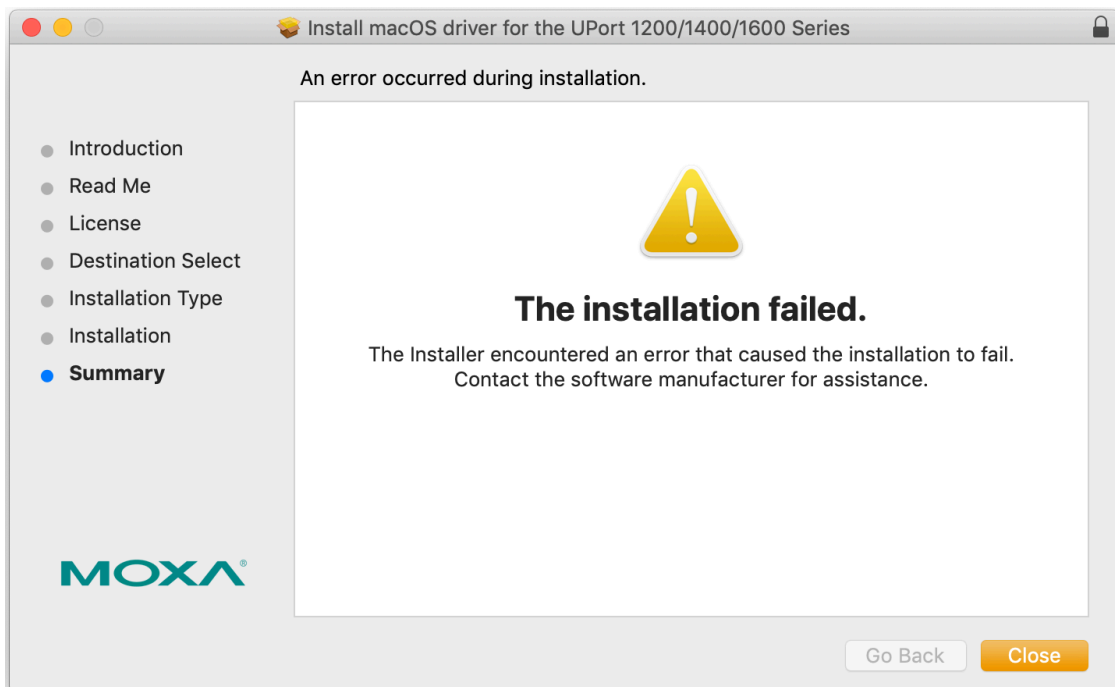 Install macOS driver for the UPort 1200/1400/1600 Series
An error occurred during installation.
Introduction
Read Me
License
Destination Select
Installation Type
Installation
Summary
The installation failed.
The Installer encountered an error that caused the installation to fail.
Contact the software manufacturer for assistance.
MOXA®
Go Back
Close